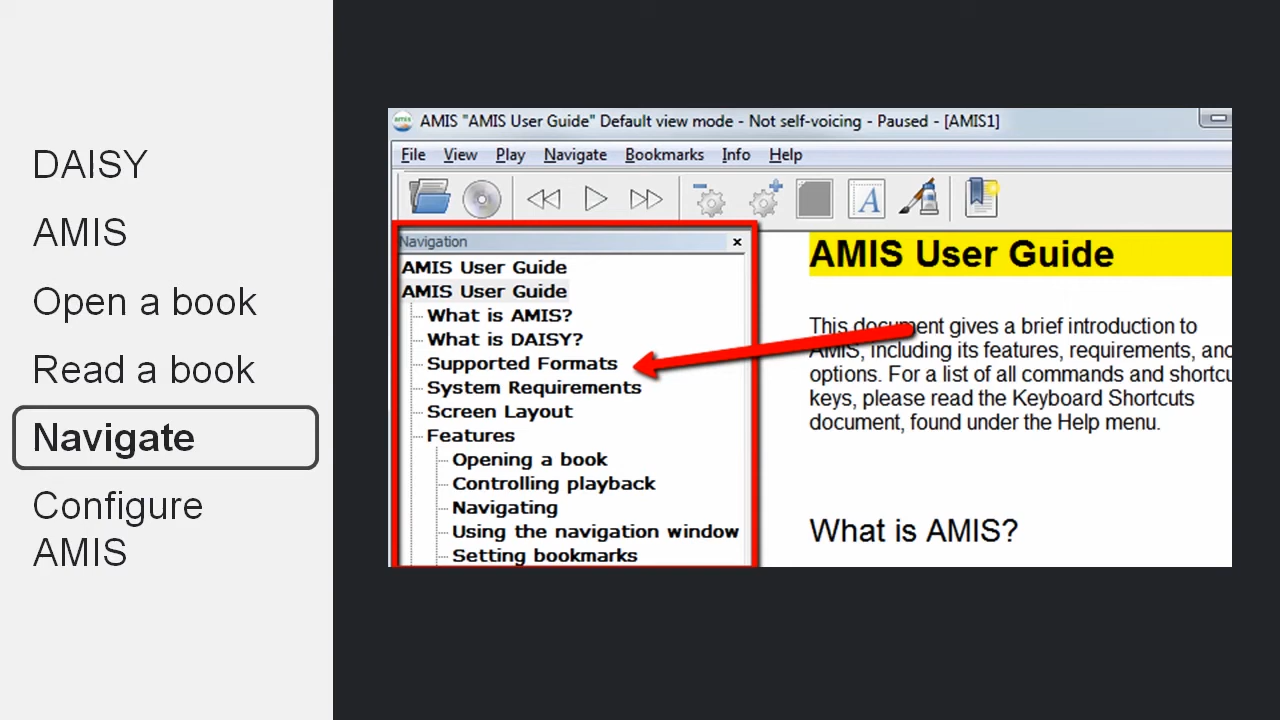 DAISY
AMIS
Open a book
Read a book
Navigate
Configure
AMIS
AMIS "AMIS User Guide" Default view mode - Not self-voicing - Paused - [AMIS1]
File View Play Navigate Bookmarks Info Help
Navigation
AMIS User Guide
AMIS User Guide
What is AMIS?
What is DAISY?
Supported Formats
System Requirements
Screen Layout
Features
Opening a book
Controlling playback
Navigating
Using the navigation window
Setting bookmarks
AMIS User Guide
This document gives a brief introduction to
AMIS, including its features, requirements, and
options. For a list of all commands and shortcu
keys, please read the Keyboard Shortcuts
document, found under the Help menu.
What is AMIS?